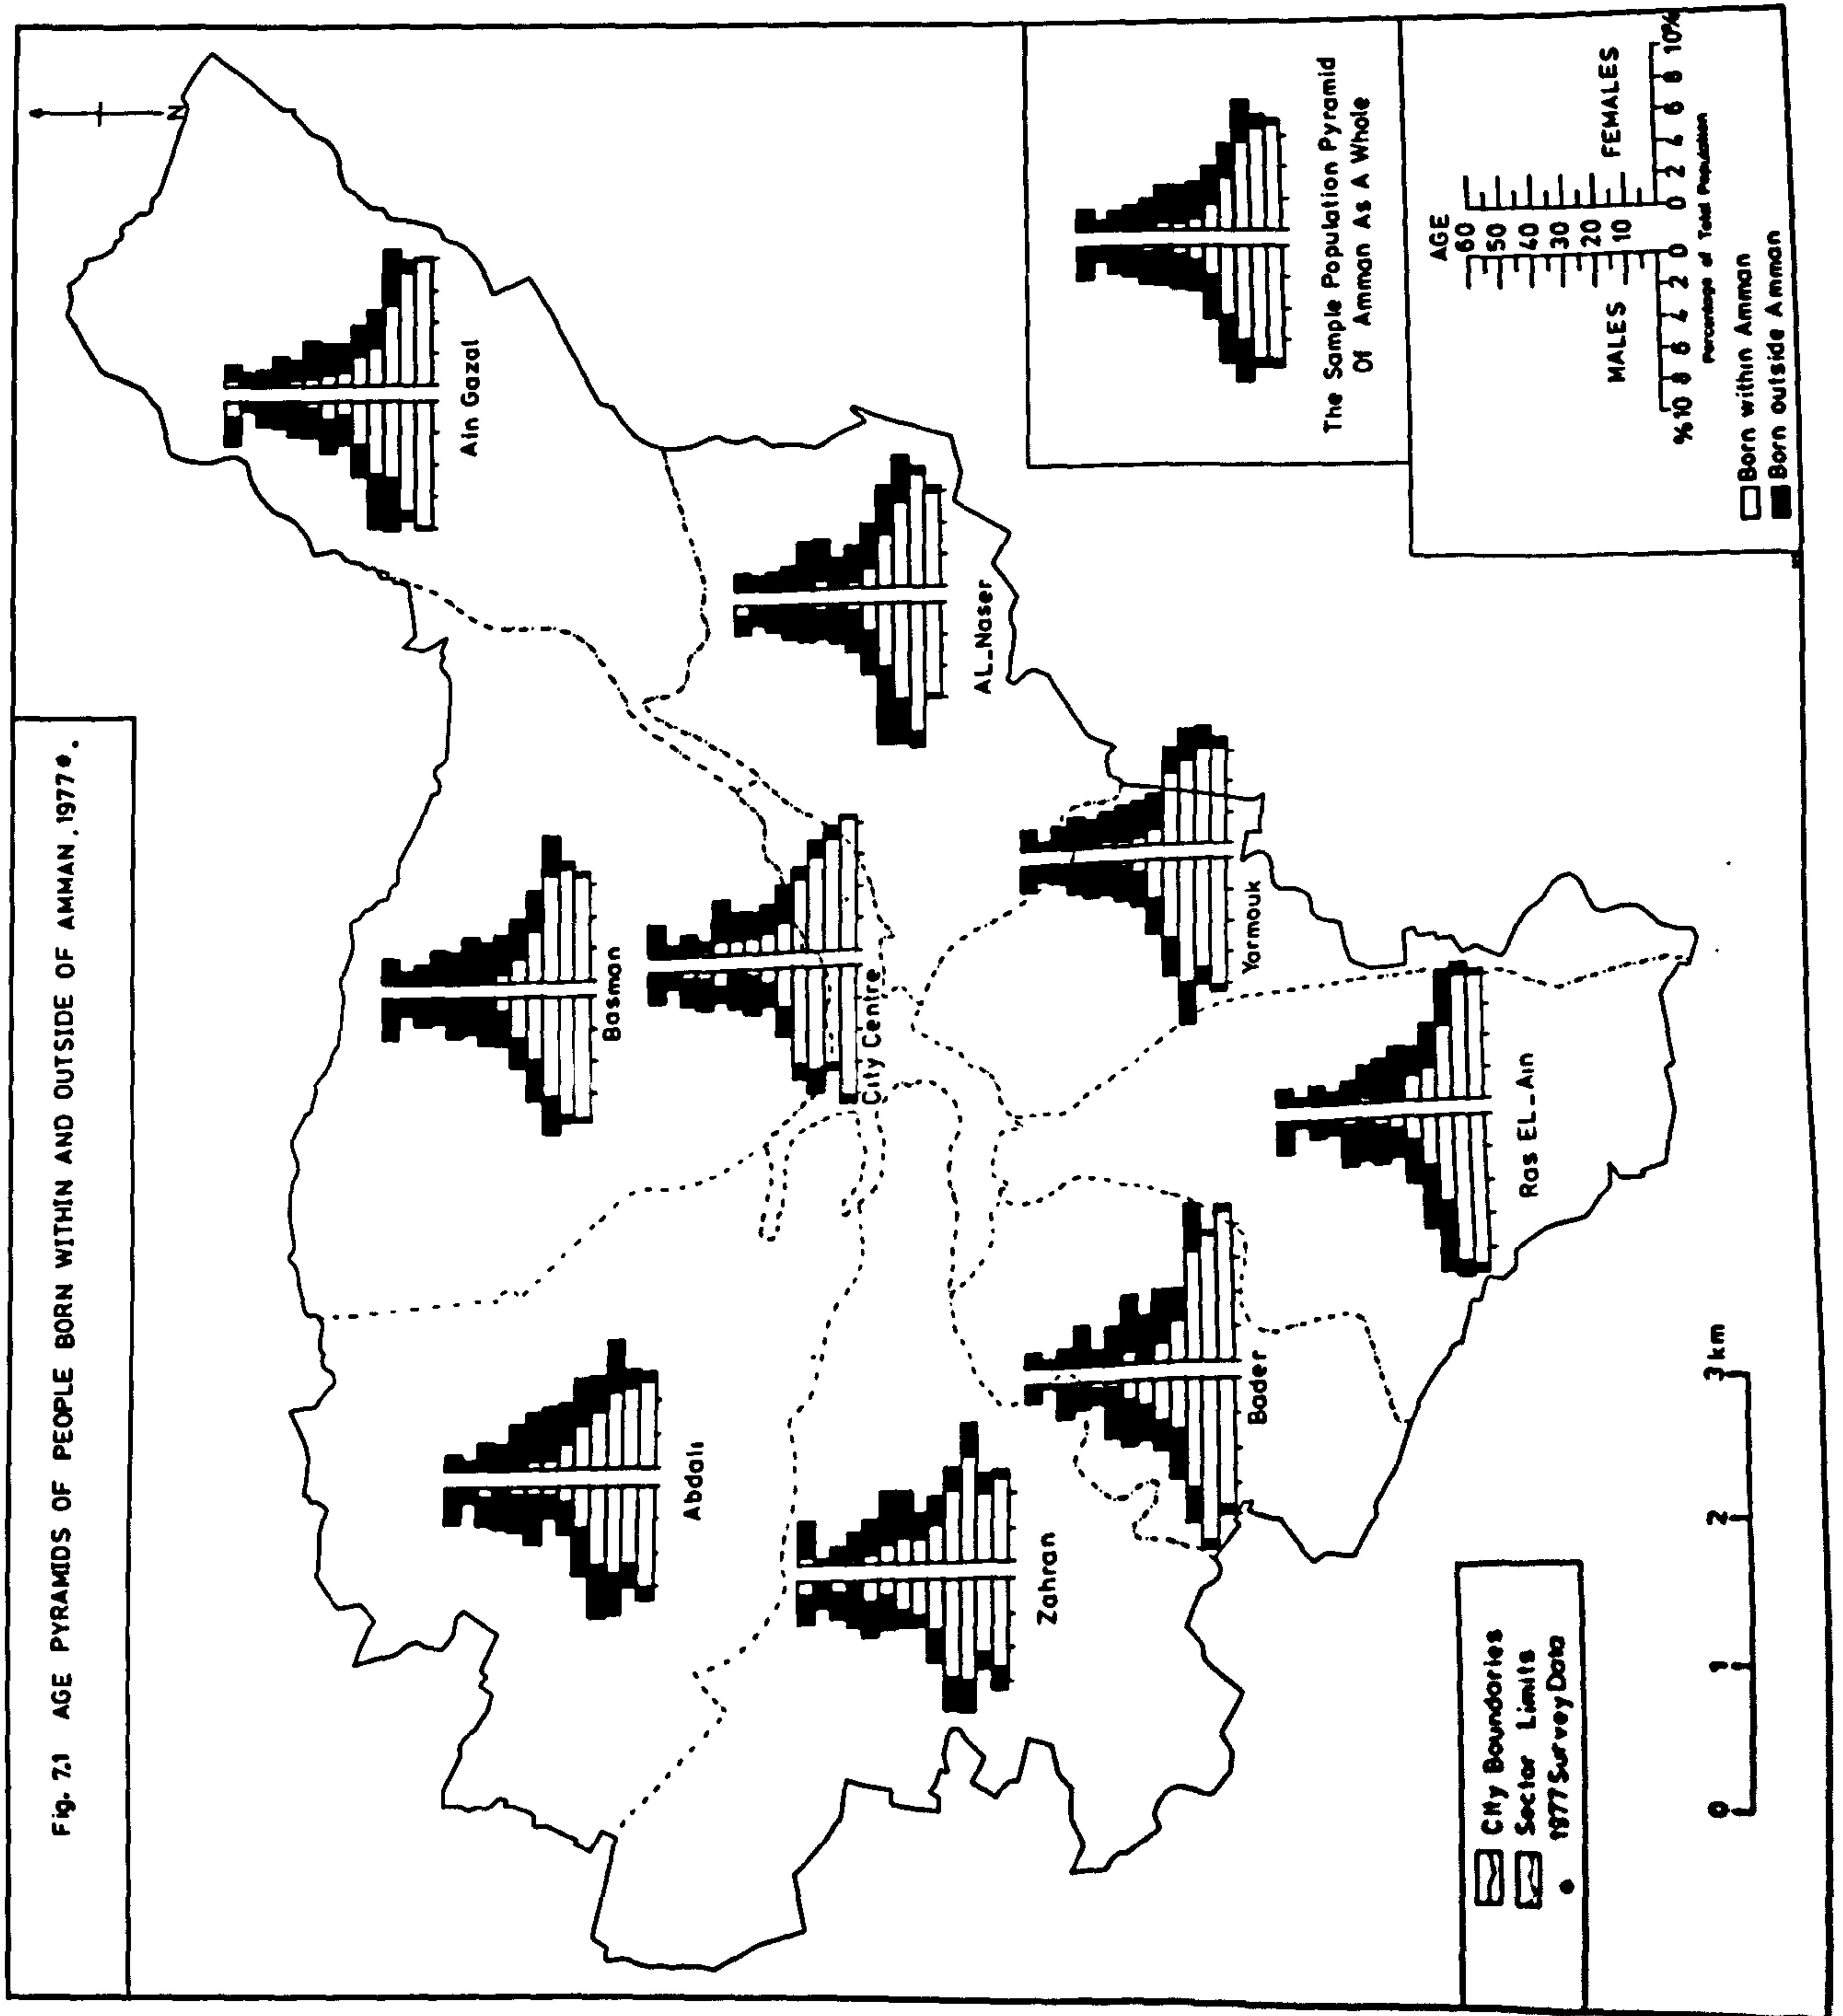 Fig. 7.1 AGE PYRAMIDS OF PEOPLE BORN WITHIN AND OUTSIDE OF AMMAN, 1977*.
N
Ain Gazal
Basman
Abdali
City Centre
AL_Naser
Zahran
Yarmouk
Bader
Ras EL_Ain
The Sample Population Pyramid
Of Amman As A Whole
AGE
60
50
40
30
20
10
MALES FEMALES
%10 8 6 4 2 0 0 2 4 6 8 10%
Percentage of Total Population
Born within Amman
Born outside Amman
City Boundaries
Sector Limits
• 1977 Survey Data
0 1 2 3 km